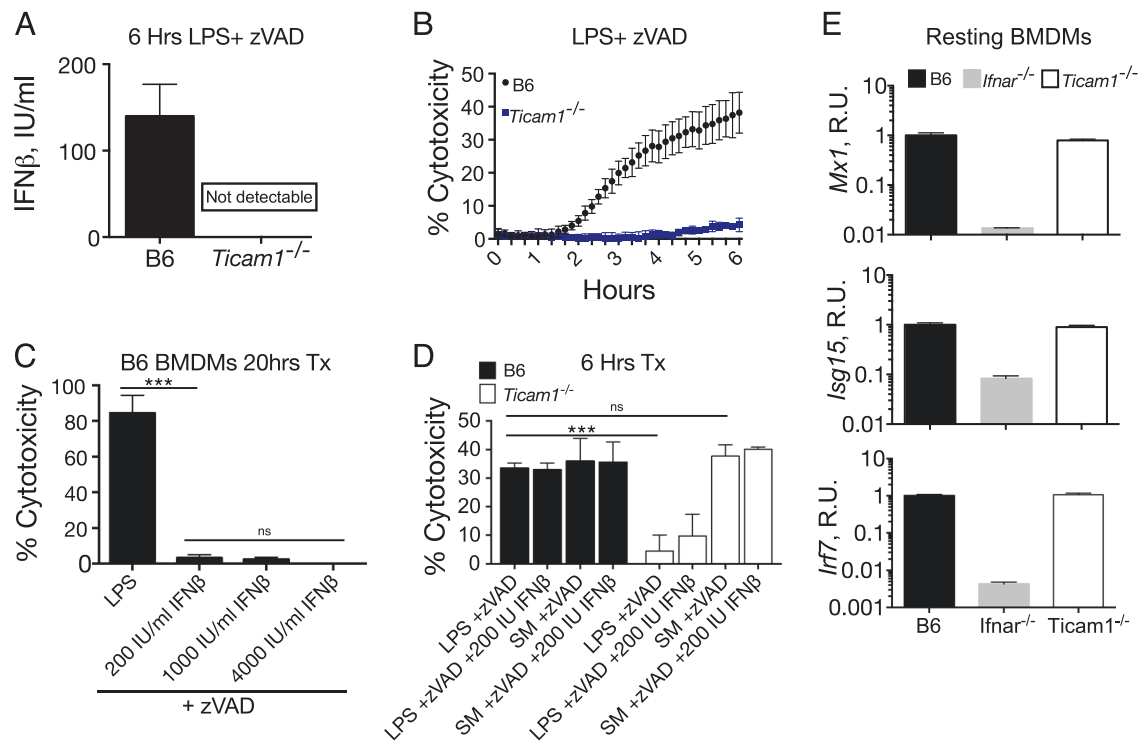 A
6 Hrs LPS+ zVAD
IFNβ, IU/ml
200
100
0
Not detectable
B6
Ticam1-/-
B
LPS+ zVAD
% Cytotoxicity
50
40
30
20
10
0
B6
Ticam1-/-
0 1 2 3 4 5 6
Hours
C
B6 BMDMs 20hrs Tx
% Cytotoxicity
100
80
60
40
20
0
***
ns
LPS
200 IU/ml IFNβ
1000 IU/ml IFNβ
4000 IU/ml IFNβ
+ zVAD
D
6 Hrs Tx
B6
Ticam1-/-
% Cytotoxicity
50
40
30
20
10
0
ns
***
LPS +zVAD
LPS +zVAD +200 IU IFNβ
SM +zVAD
SM +zVAD +200 IU IFNβ
LPS +zVAD
LPS +zVAD +200 IU IFNβ
SM +zVAD
SM +zVAD +200 IU IFNβ
E
Resting BMDMs
B6 Ifnar-/- Ticam1-/-
Mx1, R.U.
10
1
0.1
0.01
Isg15, R.U.
10
1
0.1
0.01
Irf7, R.U.
10
1
0.1
0.01
0.001
B6 Ifnar-/- Ticam1-/-